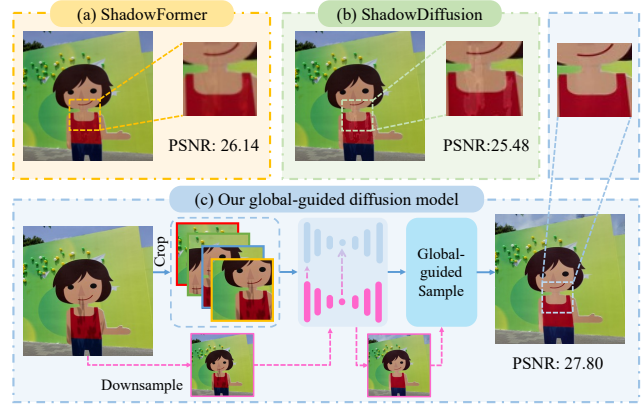 (a) ShadowFormer
PSNR: 26.14
(b) ShadowDiffusion
PSNR:25.48
(c) Our global-guided diffusion model
Crop
Global-
guided
Sample
Downsample
PSNR: 27.80